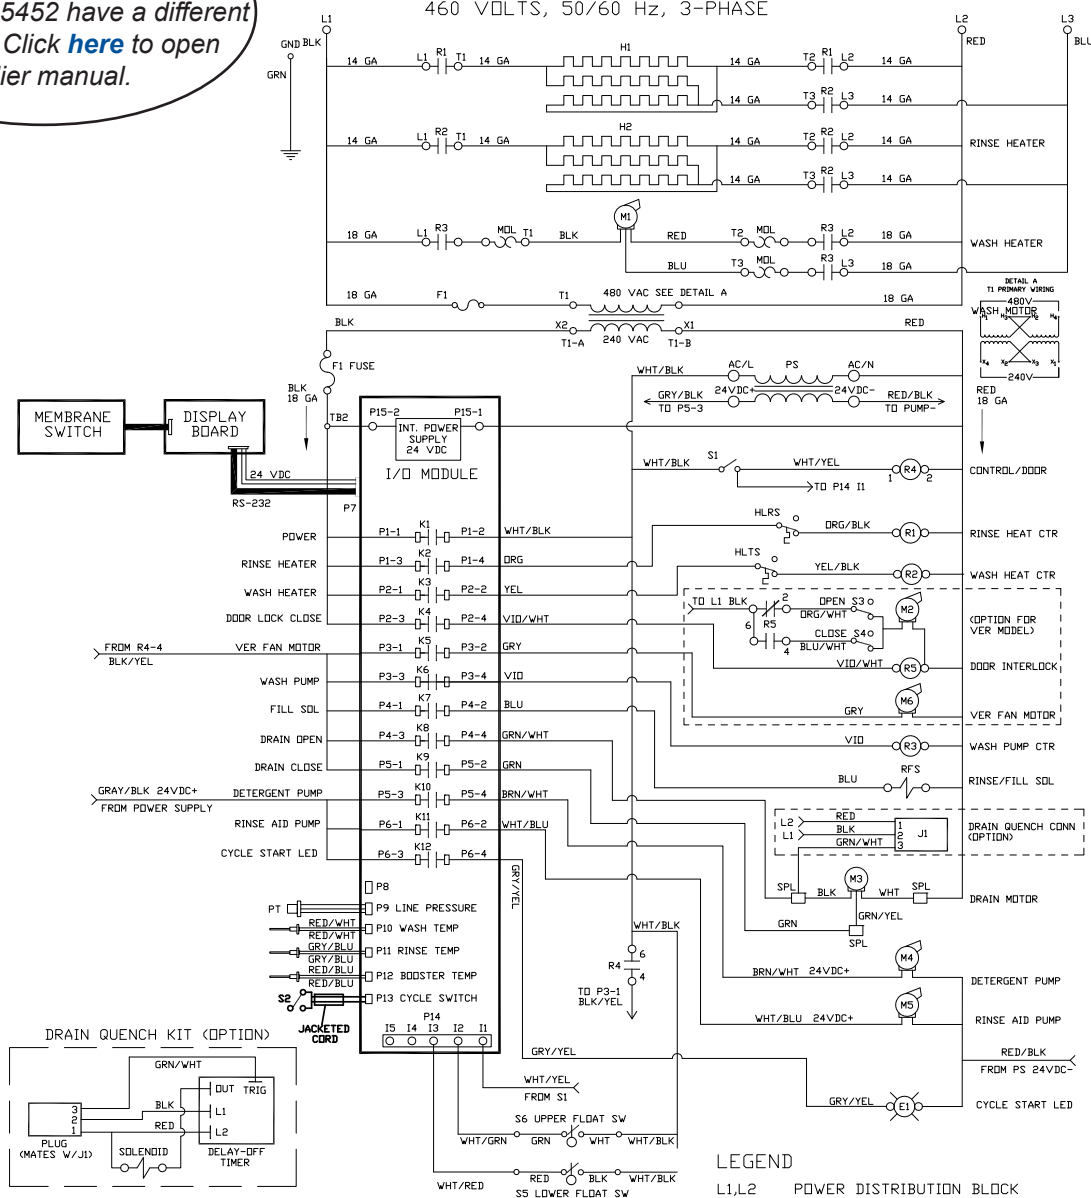 5452 have a different
Click here to open
lier manual.
460 VOLTS, 50/60 Hz, 3-PHASE
L1 L2 L3
GND BLK RED BLU
GRN
H1
14 GA L1 R1 T1 14 GA 14 GA T2 R1 L2 14 GA
14 GA T3 R2 L3 14 GA
H2
14 GA L1 R2 T1 14 GA 14 GA T2 R1 L2 14 GA RINSE HEATER
14 GA T3 R2 L3 14 GA
M1
18 GA L1 R3 MOL T1 BLK RED T2 MOL R3 L2 18 GA WASH HEATER
BLU T3 MOL R3 L3 18 GA
18 GA F1 T1 480 VAC SEE DETAIL A 18 GA
DETAIL A
T1 PRIMARY WIRING
480V
WASH MOTOR
H1 H3 H2 H4
X4 X2 X3 X1
240V
BLK X2 X1 RED
T1-A 240 VAC T1-B
F1 FUSE
BLK
18 GA
RED
18 GA
WHT/BLK AC/L PS AC/N
GRY/BLK 24VDC+ 24VDC- RED/BLK
TO P5-3 TO PUMP-
MEMBRANE
SWITCH
DISPLAY
BOARD
24 VDC
RS-232
P7
TB2
P15-2 P15-1
INT. POWER
SUPPLY
24 VDC
I/O MODULE
WHT/BLK S1 WHT/YEL R4 CONTROL/DOOR
1 2
TO P14 I1
HLRS
ORG/BLK R1 RINSE HEAT CTR
HLTS
YEL/BLK R2 WASH HEAT CTR
POWER P1-1 K1 P1-2 WHT/BLK
RINSE HEATER P1-3 K2 P1-4 ORG
WASH HEATER P2-1 K3 P2-2 YEL
DOOR LOCK CLOSE P2-3 K4 P2-4 VIO/WHT
FROM R4-4
BLK/YEL
VER FAN MOTOR P3-1 K5 P3-2 GRY
WASH PUMP P3-3 K6 P3-4 VIO
FILL SOL P4-1 K7 P4-2 BLU
DRAIN OPEN P4-3 K8 P4-4 GRN/WHT
DRAIN CLOSE P5-1 K9 P5-2 GRN
GRAY/BLK 24VDC+
FROM POWER SUPPLY
DETERGENT PUMP P5-3 K10 P5-4 BRN/WHT
RINSE AID PUMP P6-1 K11 P6-2 WHT/BLU
CYCLE START LED P6-3 K12 P6-4
GRY/YEL
TO L1 BLK 2 OPEN S3 M2
ORG/WHT
6 R5
CLOSE S4
4 BLU/WHT
(OPTION FOR
VER MODEL)
VIO/WHT R5 DOOR INTERLOCK
M6
GRY VER FAN MOTOR
VIO R3 WASH PUMP CTR
RFS
BLU RINSE/FILL SOL
L2 RED 1
L1 BLK 2 J1
GRN/WHT 3
DRAIN QUENCH CONN
(OPTION)
M3
SPL BLK WHT SPL DRAIN MOTOR
GRN GRN/YEL
SPL
P8
PT P9 LINE PRESSURE
RED/WHT
RED/WHT
P10 WASH TEMP
GRY/BLU
GRY/BLU
P11 RINSE TEMP
RED/BLU
RED/BLU
P12 BOOSTER TEMP
S2 P13 CYCLE SWITCH
JACKETED
CORD
P14
I5 I4 I3 I2 I1
WHT/BLK
6
R4
4
TO P3-1
BLK/YEL
M4
BRN/WHT 24VDC+ DETERGENT PUMP
M5
WHT/BLU 24VDC+ RINSE AID PUMP
RED/BLK
FROM PS 24VDC-
GRY/YEL
GRY/YEL E1 CYCLE START LED
WHT/YEL
FROM S1
S6 UPPER FLOAT SW
WHT/GRN GRN WHT WHT/BLK
WHT/RED RED BLK WHT/BLK
S5 LOWER FLOAT SW
DRAIN QUENCH KIT (OPTION)
GRN/WHT
OUT TRIG
3 BLK L1
2
1 RED L2
PLUG
(MATES W/J1)
SOLENOID
DELAY-OFF
TIMER
LEGEND
L1,L2 POWER DISTRIBUTION BLOCK